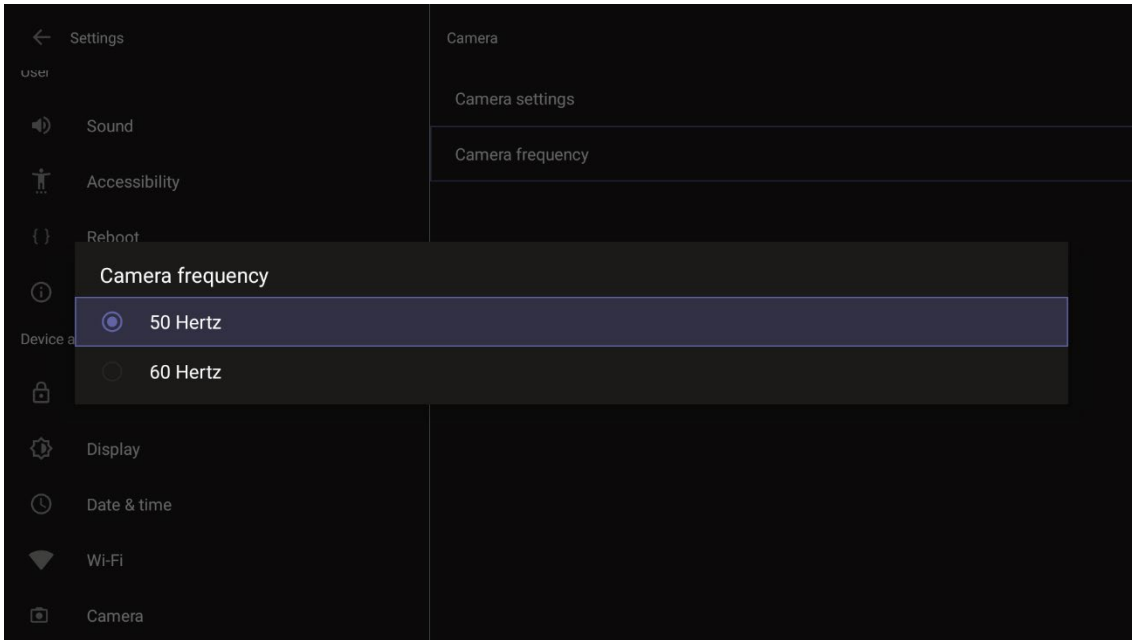 Settings
User
Sound
Accessibility
Reboot
Device a
Display
Date & time
Wi-Fi
Camera
Camera
Camera settings
Camera frequency
Camera frequency
50 Hertz
60 Hertz